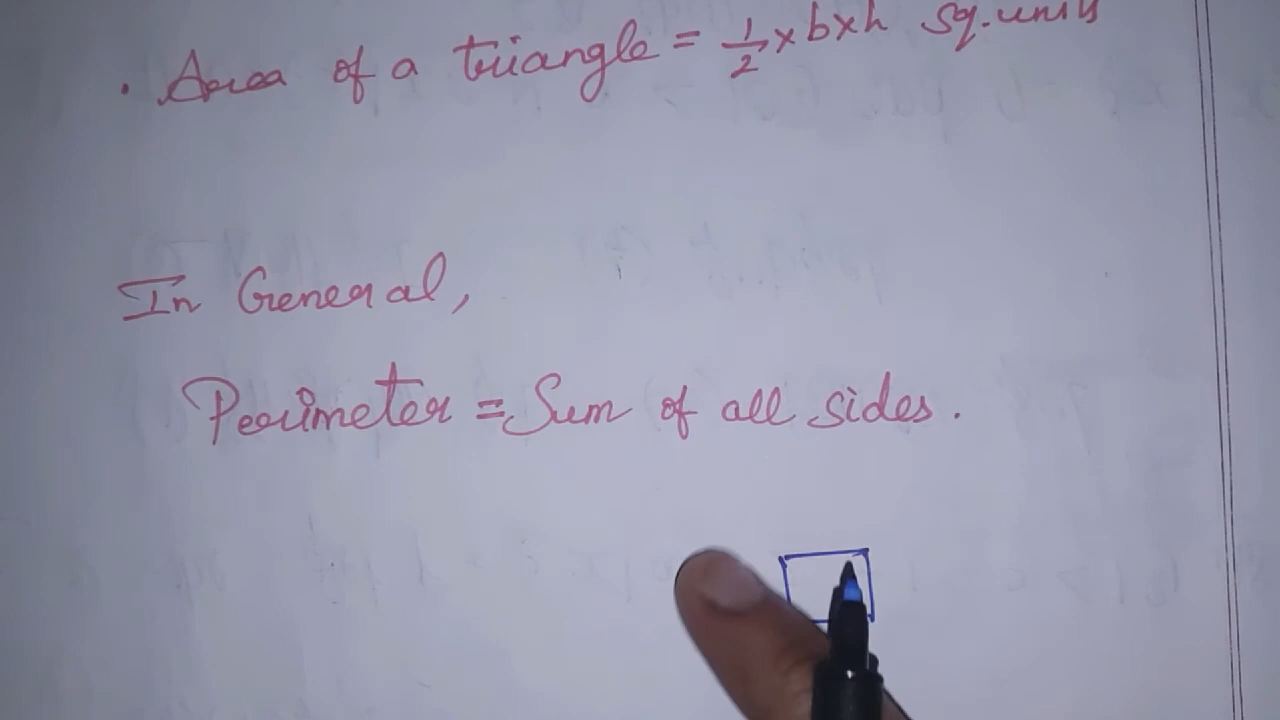 . Area of a triangle = 1/2 × b × h sq. units
In General,
Perimeter = Sum of all sides.